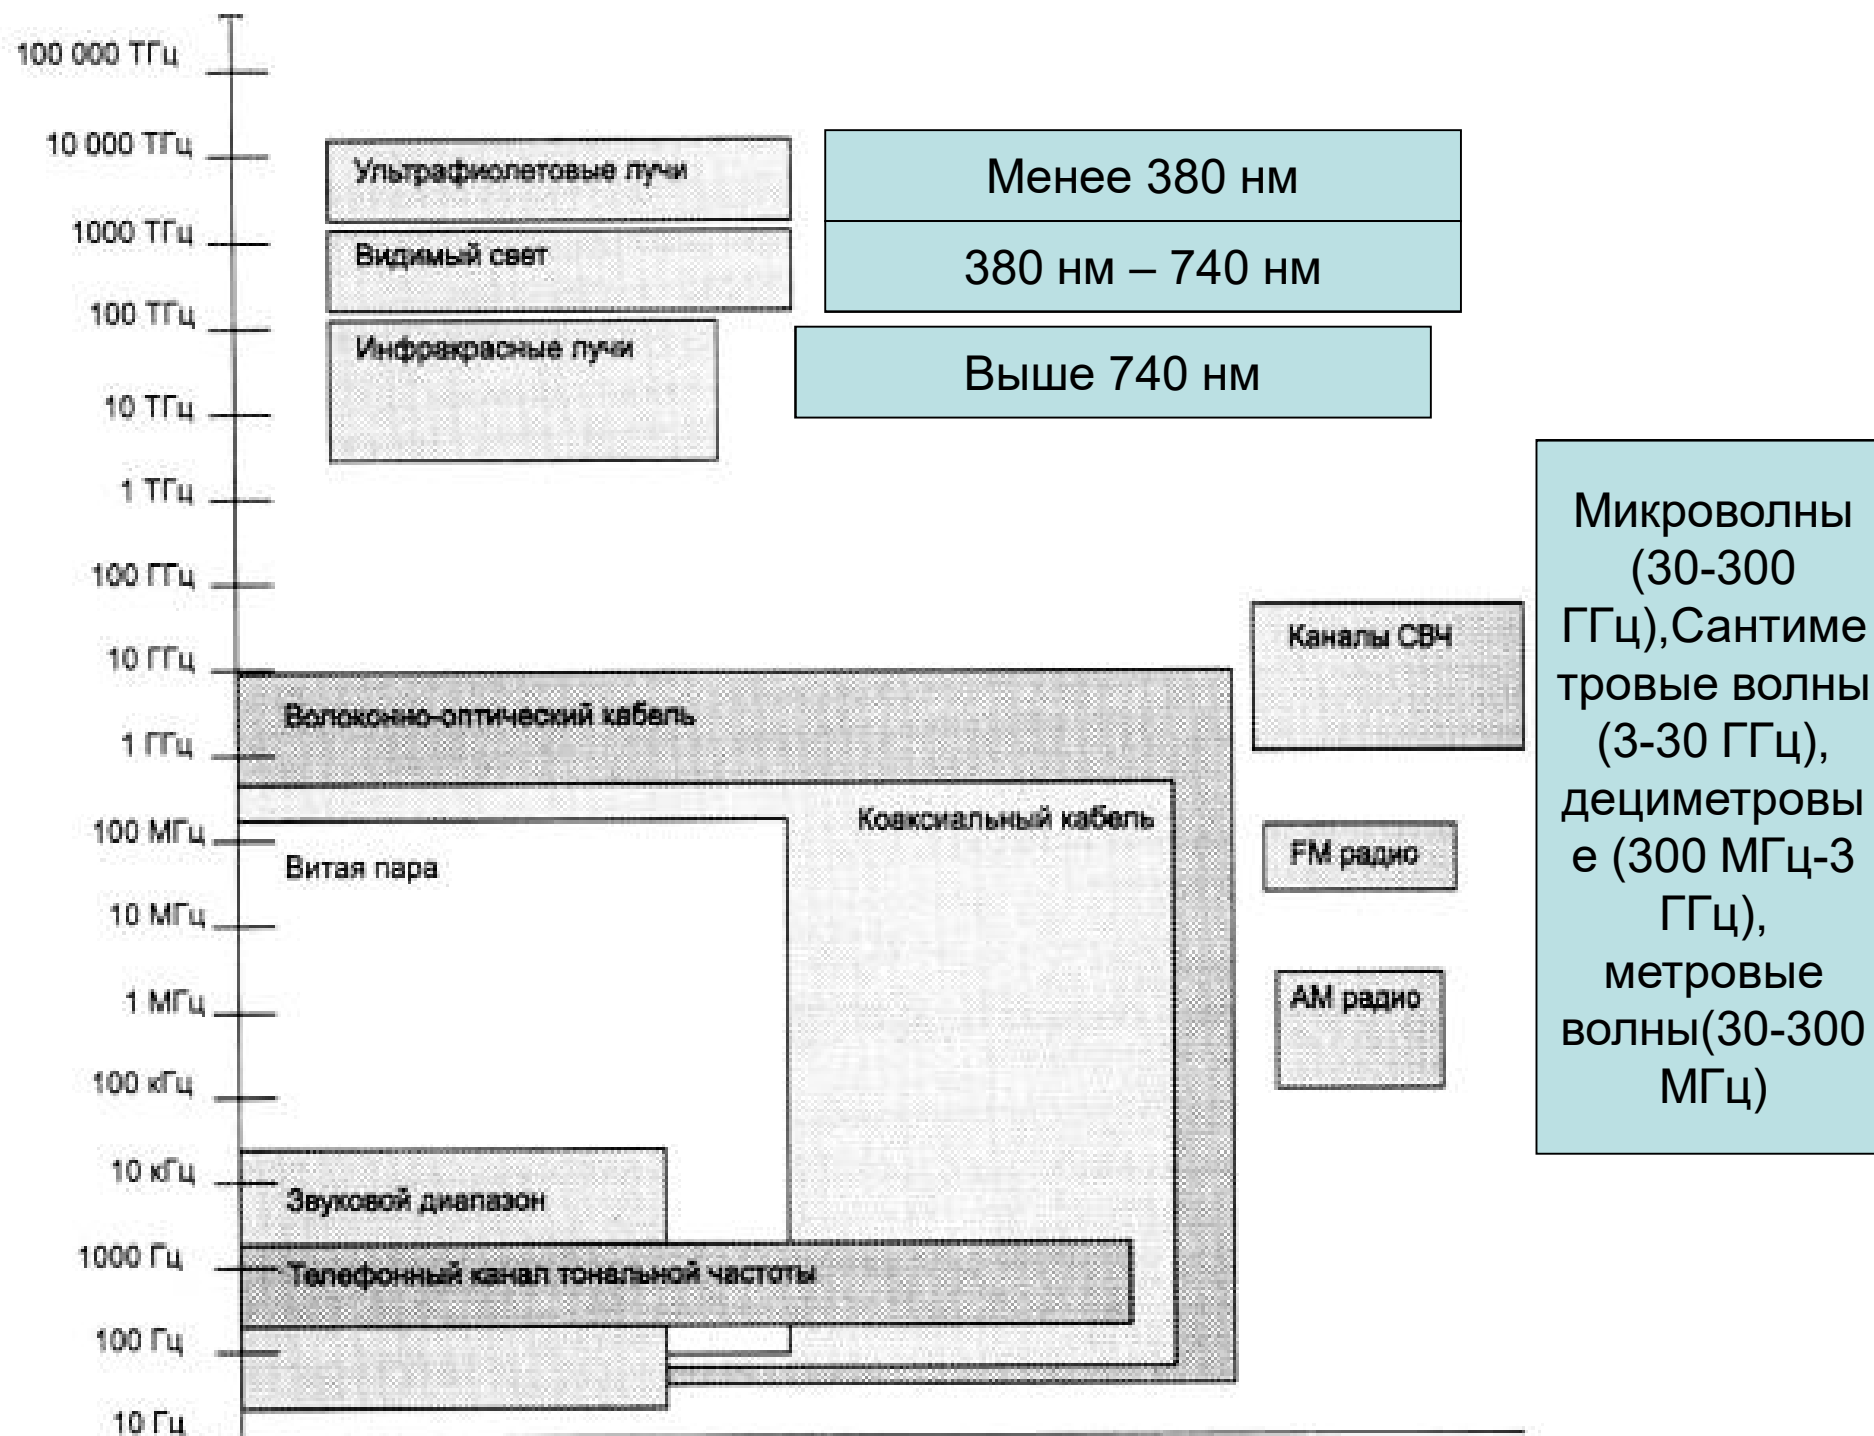 100 000 ТГц
10 000 ТГц
Ультрафиолетовые лучи
Менее 380 нм
1000 ТГц
Видимый свет
380 нм – 740 нм
100 ТГц
Инфракрасные лучи
Выше 740 нм
10 ТГц
1 ТГц
100 ГГц
10 ГГц
1 ГГц
100 МГц
10 МГц
1 МГц
100 кГц
10 кГц
1000 Гц
100 Гц
10 Гц
Волоконно-оптический кабель
Коаксиальный кабель
Витая пара
Звуковой диапазон
Телефонный канал тональной частоты
Каналы СВЧ
FM радио
AM радио
Микроволны
(30-300
ГГц),Сантиме
тровые волны
(3-30 ГГц),
дециметровы
е (300 МГц-3
ГГц),
метровые
волны(30-300
МГц)